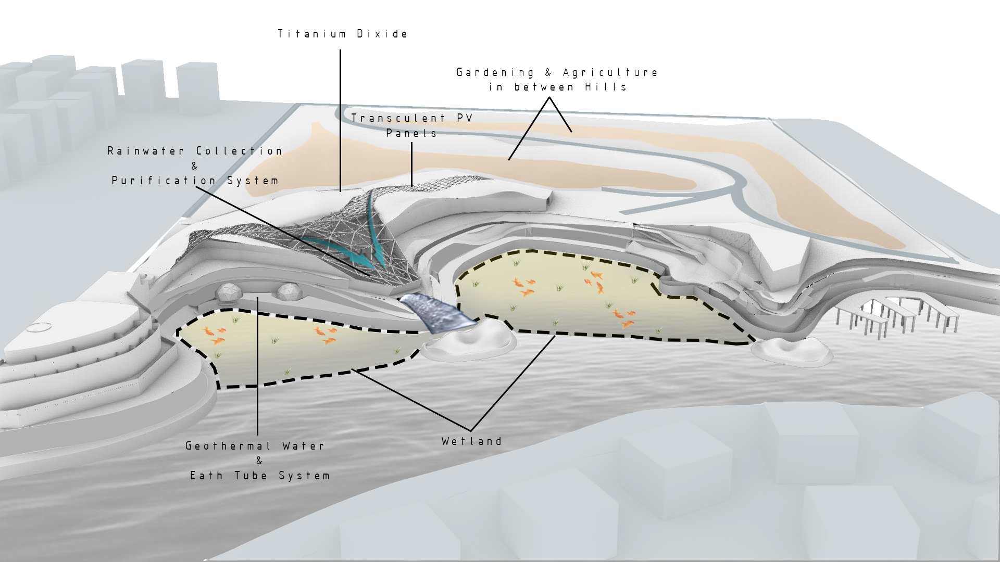 Titanium Dixide
Gardening & Agriculture
in between Hills
Transculent PV
Panels
Rainwater Collection
&
Purification System
Geothermal Water
&
Eath Tube System
Wetland